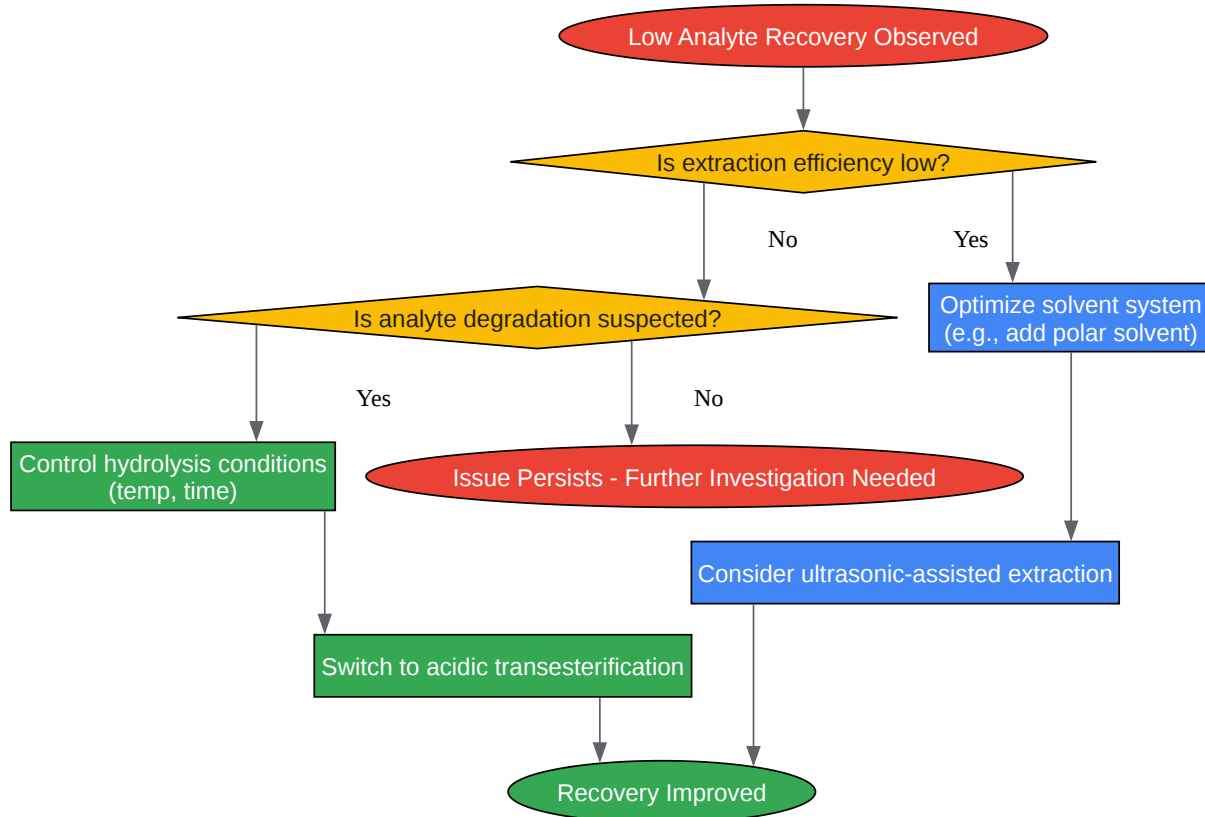 Low Analyte Recovery Observed
Is extraction efficiency low?
No
Yes
Optimize solvent system
(e.g., add polar solvent)
Is analyte degradation suspected?
Yes
No
Control hydrolysis conditions
(temp, time)
Issue Persists - Further Investigation Needed
Consider ultrasonic-assisted extraction
Switch to acidic transesterification
Recovery Improved